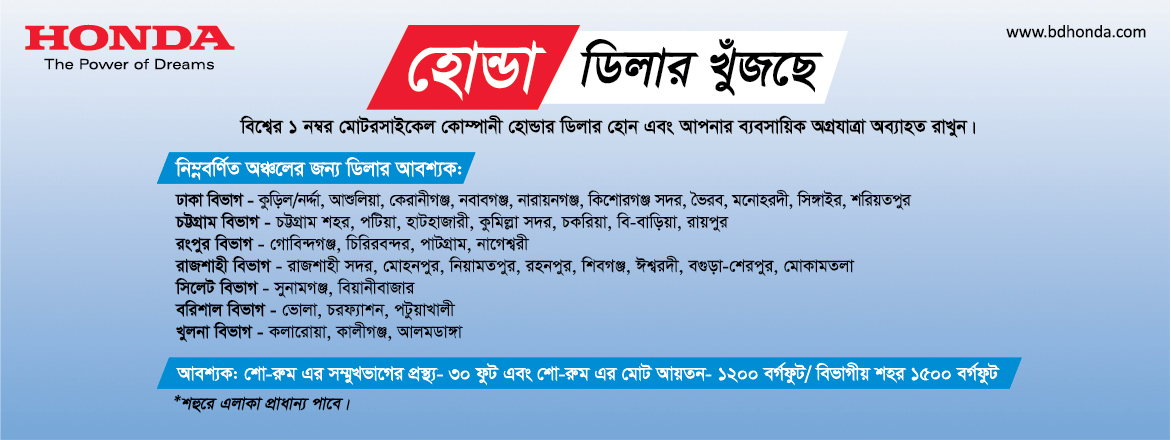 HONDA
The Power of Dreams
www.bdhonda.com
হোন্ডা ডিলার খুঁজছে
বিশ্বের ১ নম্বর মোটরসাইকেল কোম্পানী হোন্ডার ডিলার হোন এবং আপনার ব্যবসায়িক অগ্রযাত্রা অব্যাহত রাখুন।
নিম্নবর্ণিত অঞ্চলের জন্য ডিলার আবশ্যক:
ঢাকা বিভাগ - কুড়িল/নর্দ্দা, আশুলিয়া, কেরানীগঞ্জ, নবাবগঞ্জ, নারায়নগঞ্জ, কিশোরগঞ্জ সদর, ভৈরব, মনোহরদী, সিঙ্গাইর, শরিয়তপুর
চট্টগ্রাম বিভাগ - চট্টগ্রাম শহর, পটিয়া, হাটহাজারী, কুমিল্লা সদর, চকরিয়া, বি-বাড়িয়া, রায়পুর
রংপুর বিভাগ - গোবিন্দগঞ্জ, চিরিরবন্দর, পাটগ্রাম, নাগেশ্বরী
রাজশাহী বিভাগ - রাজশাহী সদর, মোহনপুর, নিয়ামতপুর, রহনপুর, শিবগঞ্জ, ঈশ্বরদী, বগুড়া-শেরপুর, মোকামতলা
সিলেট বিভাগ - সুনামগঞ্জ, বিয়ানীবাজার
বরিশাল বিভাগ - ভোলা, চরফ্যাশন, পটুয়াখালী
খুলনা বিভাগ - কলারোয়া, কালীগঞ্জ, আলমডাঙ্গা
আবশ্যক: শো-রুম এর সম্মুখভাগের প্রস্থ্য- ৩০ ফুট এবং শো-রুম এর মোট আয়তন- ১২০০ বর্গফুট/ বিভাগীয় শহর ১৫০০ বর্গফুট
*শহুরে এলাকা প্রাধান্য পাবে।